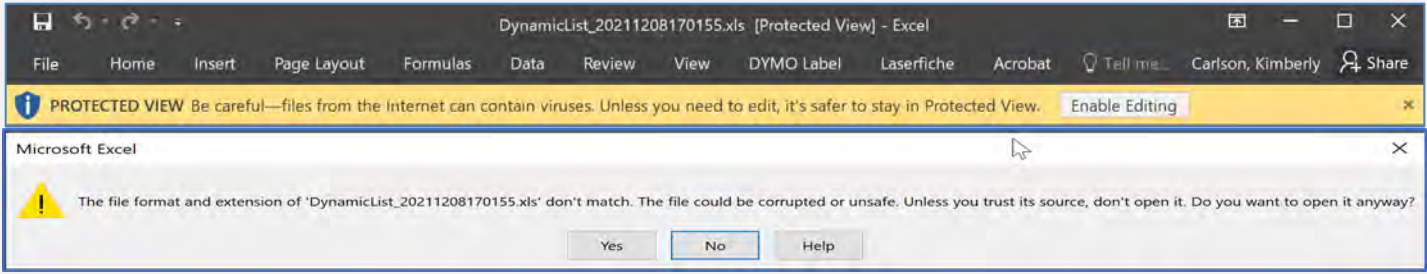 DynamicList_20211208170155.xls [Protected View] - Excel
File Home Insert Page Layout Formulas Data Review View DYMO Label Laserfiche Acrobat Tell me... Carlson, Kimberly Share
PROTECTED VIEW Be careful—files from the Internet can contain viruses. Unless you need to edit, it's safer to stay in Protected View. Enable Editing
Microsoft Excel
The file format and extension of 'DynamicList_20211208170155.xls' don't match. The file could be corrupted or unsafe. Unless you trust its source, don't open it. Do you want to open it anyway?
Yes No Help